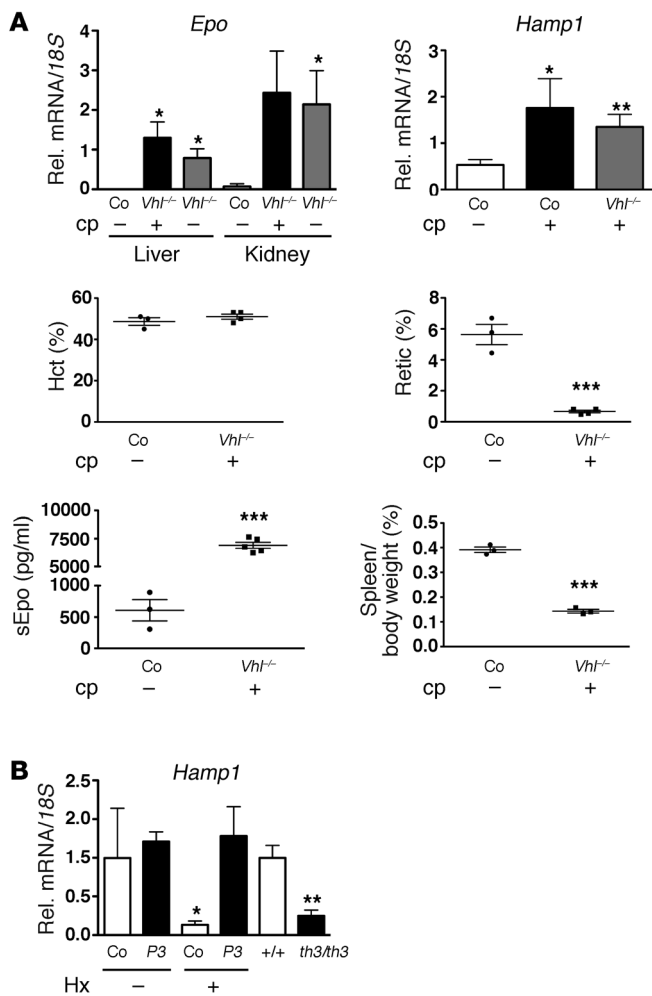 A
Epo
Rel. mRNA/18S
4
3
2
1
0
*
*
*
Co Vhl–/– Vhl–/– Co Vhl–/– Vhl–/–
cp – + – – + –
Liver Kidney
Hamp1
Rel. mRNA/18S
4
3
2
1
0
*
**
Co Co Vhl–/–
cp – + +
Hct (%)
60
40
20
0
Co Vhl–/–
cp – +
Retic (%)
8
6
4
2
0
***
Co Vhl–/–
cp – +
sEpo (pg/ml)
10000
7500
5000
1000
500
0
***
Co Vhl–/–
cp – +
Spleen/
body weight (%)
0.5
0.4
0.3
0.2
0.1
0.0
***
Co Vhl–/–
cp – +
B
Hamp1
Rel. mRNA/18S
2.0
1.5
1.5
0.5
0.0
*
**
Co P3 Co P3 +/+ th3/th3
Hx – +